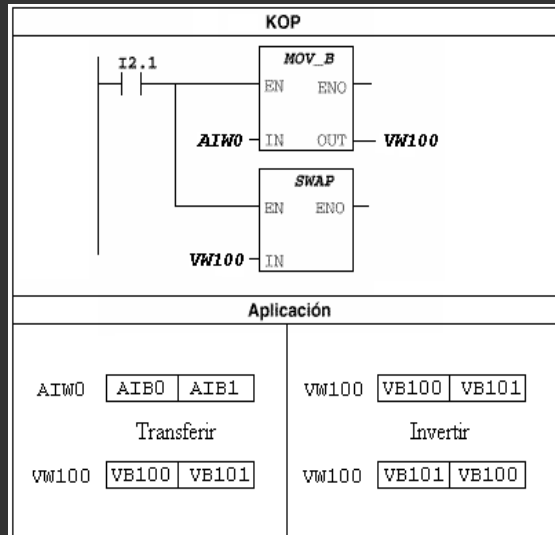 KOP
I2.1
MOV_B
EN ENO
AIW0 IN OUT VW100
SWAP
EN ENO
VW100 IN
Aplicación
AIW0 AIB0 AIB1
Transferir
VW100 VB100 VB101
VW100 VB100 VB101
Invertir
VW100 VB101 VB100